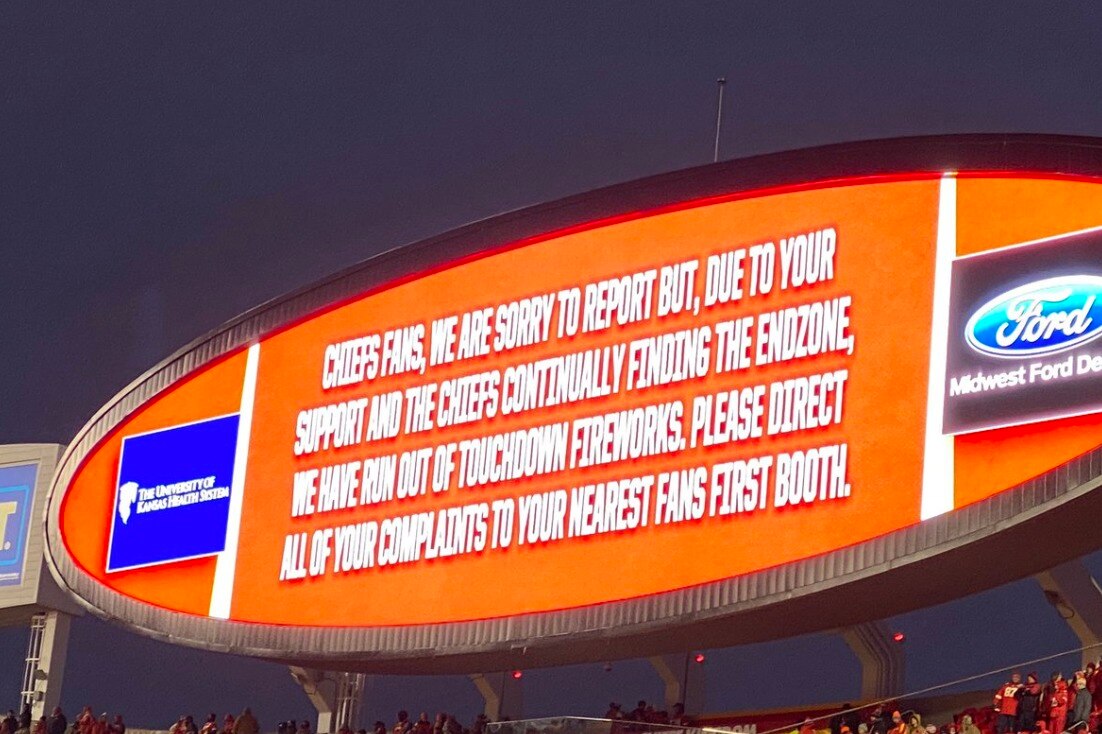 CHIEFS FANS, WE ARE SORRY TO REPORT BUT, DUE TO YOUR
SUPPORT AND THE CHIEFS CONTINUALLY FINDING THE ENDZONE,
WE HAVE RUN OUT OF TOUCHDOWN FIREWORKS. PLEASE DIRECT
ALL OF YOUR COMPLAINTS TO YOUR NEAREST FANS FIRST BOOTH.
THE UNIVERSITY OF
KANSAS HEALTH SYSTEM
Ford
Midwest Ford